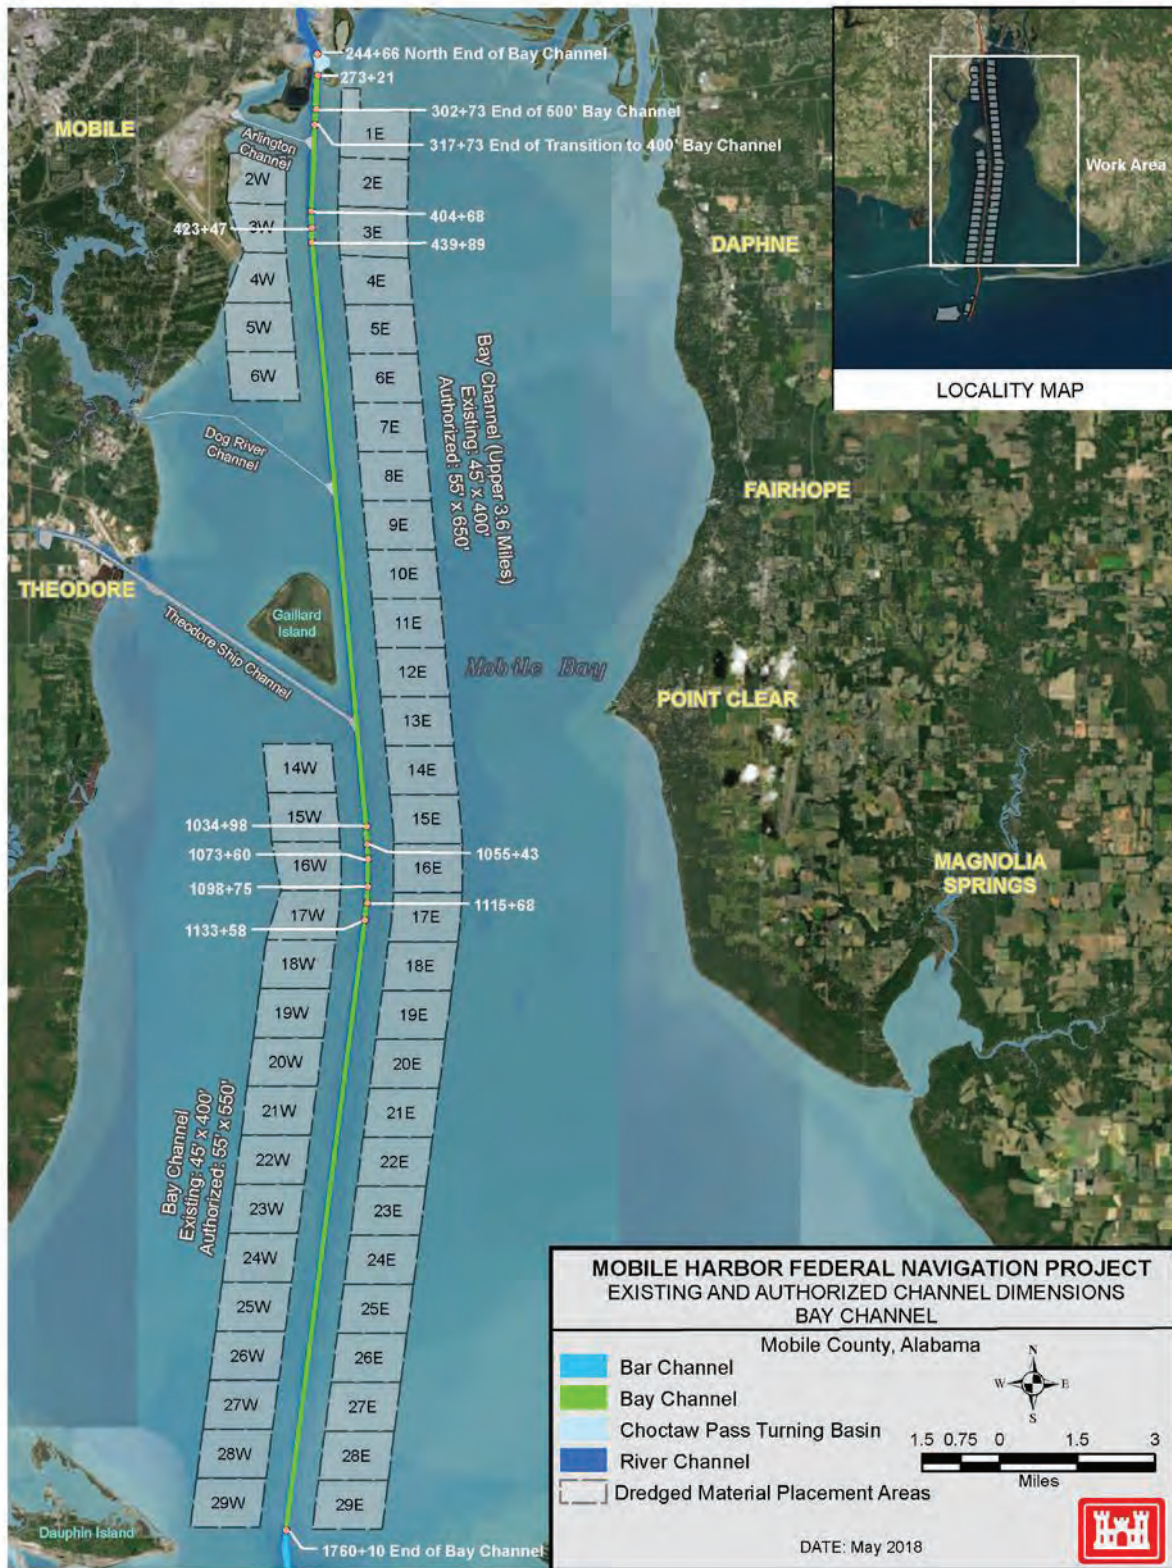 244+66 North End of Bay Channel
273+21
302+73 End of 500' Bay Channel
317+73 End of Transition to 400' Bay Channel
MOBILE
Arlington
Channel
1E
2W
2E
404+68
423+47
3W
3E
439+89
DAPHNE
4W
4E
5W
5E
6W
6E
Bay Channel (Upper 3.6 Miles)
Existing: 45' x 400'
Authorized: 55' x 650'
7E
Dog River
Channel
8E
FAIRHOPE
9E
10E
THEODORE
Gaillard
Island
11E
Theodore Ship Channel
12E
Mobile Bay
POINT CLEAR
13E
14W
14E
15W
15E
1034+98
1055+43
1073+60
16W
16E
MAGNOLIA
SPRINGS
1098+75
1115+68
17W
17E
1133+58
18W
18E
19W
19E
20W
20E
21W
21E
Bay Channel
Existing: 45' x 400'
Authorized: 55' x 550'
22W
22E
23W
23E
24W
24E
25W
25E
26W
26E
27W
27E
28W
28E
29W
29E
Dauphin Island
1760+10 End of Bay Channel
Work Area
LOCALITY MAP
MOBILE HARBOR FEDERAL NAVIGATION PROJECT
EXISTING AND AUTHORIZED CHANNEL DIMENSIONS
BAY CHANNEL
Mobile County, Alabama
Bar Channel
Bay Channel
Choctaw Pass Turning Basin
River Channel
Dredged Material Placement Areas
N
W E
S
1.5 0.75 0 1.5 3
Miles
DATE: May 2018